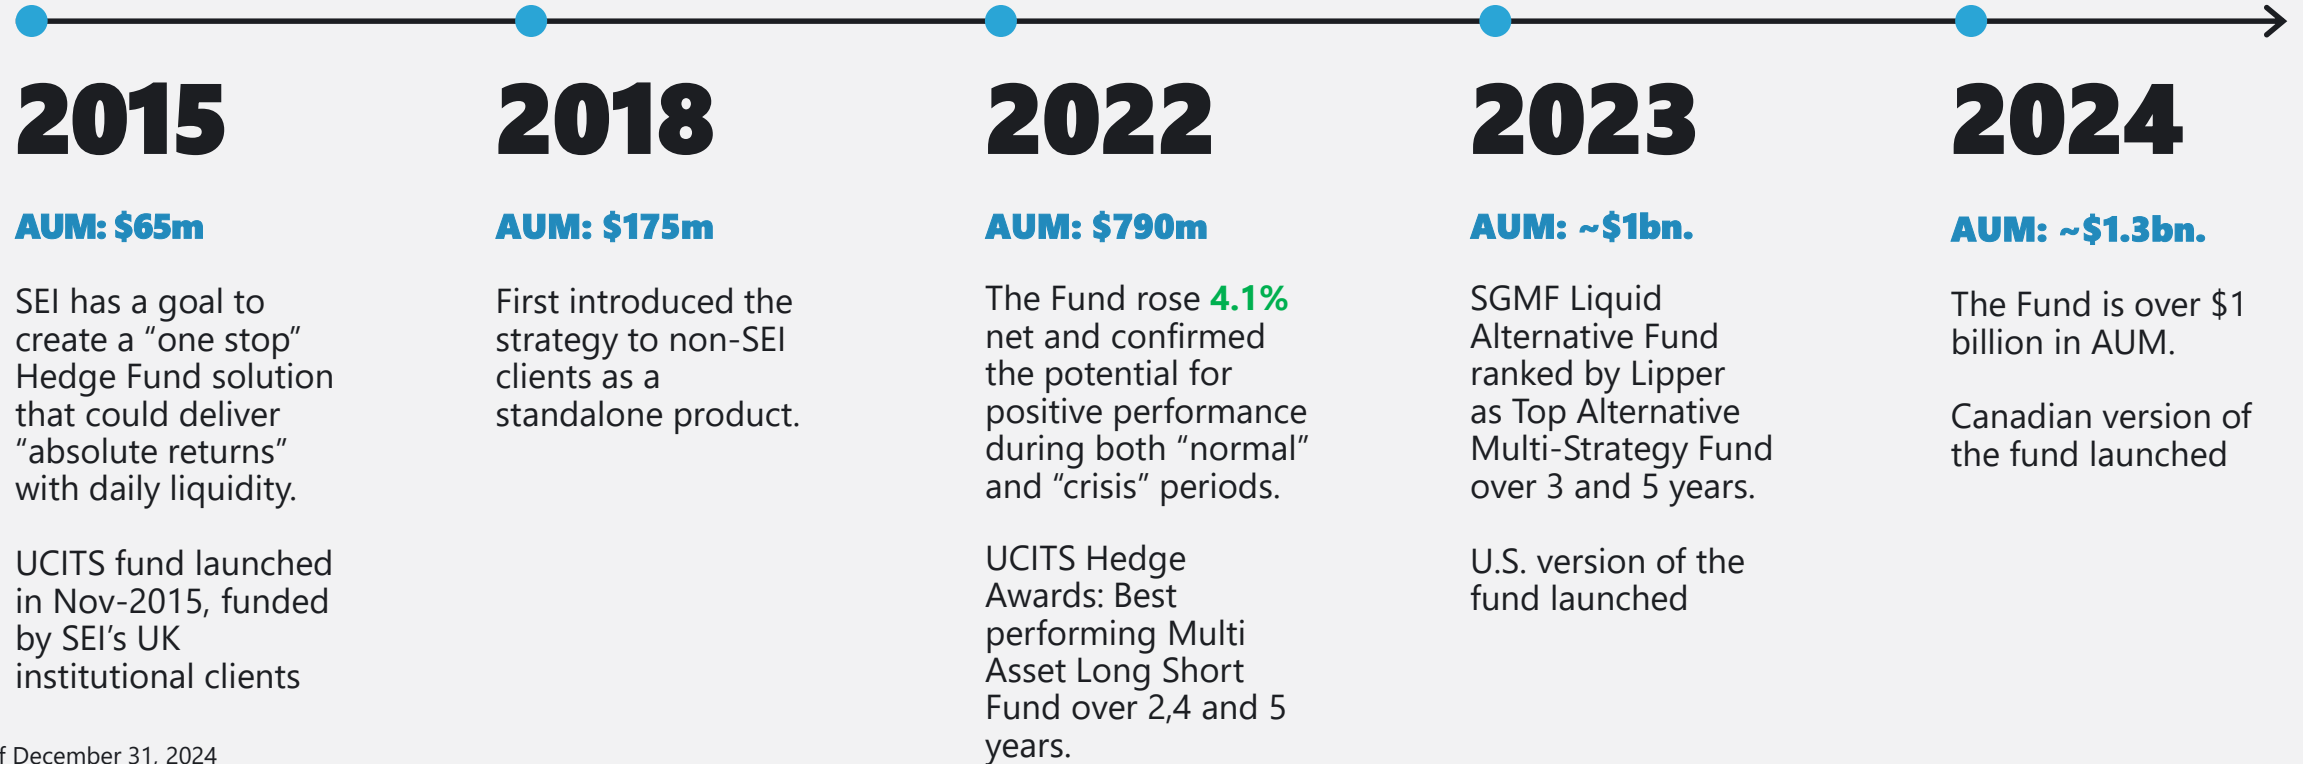 2015
AUM: $65m
SEI has a goal to
create a “one stop”
Hedge Fund solution
that could deliver
“absolute returns”
with daily liquidity.
UCITS fund launched
in Nov-2015, funded
by SEI’s UK
institutional clients
2018
AUM: $175m
First introduced the
strategy to non-SEI
clients as a
standalone product.
2022
AUM: $790m
The Fund rose 4.1%
net and confirmed
the potential for
positive performance
during both “normal”
and “crisis” periods.
UCITS Hedge
Awards: Best
performing Multi
Asset Long Short
Fund over 2,4 and 5
years.
2023
AUM: ~$1bn.
SGMF Liquid
Alternative Fund
ranked by Lipper
as Top Alternative
Multi-Strategy Fund
over 3 and 5 years.
U.S. version of the
fund launched
2024
AUM: ~$1.3bn.
The Fund is over $1
billion in AUM.
Canadian version of
the fund launched
f December 31, 2024